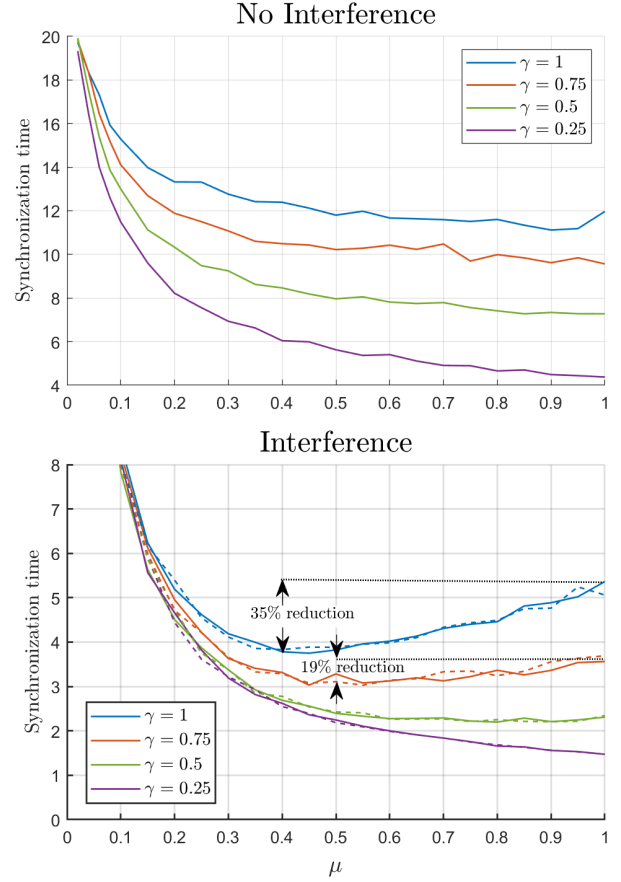 No Interference
20
18
16
14
12
10
8
6
4
Synchronization time
γ = 1
γ = 0.75
γ = 0.5
γ = 0.25
0 0.1 0.2 0.3 0.4 0.5 0.6 0.7 0.8 0.9 1
Interference
8
7
6
5
4
3
2
1
0
Synchronization time
35% reduction
19% reduction
γ = 1
γ = 0.75
γ = 0.5
γ = 0.25
0 0.1 0.2 0.3 0.4 0.5 0.6 0.7 0.8 0.9 1
μ